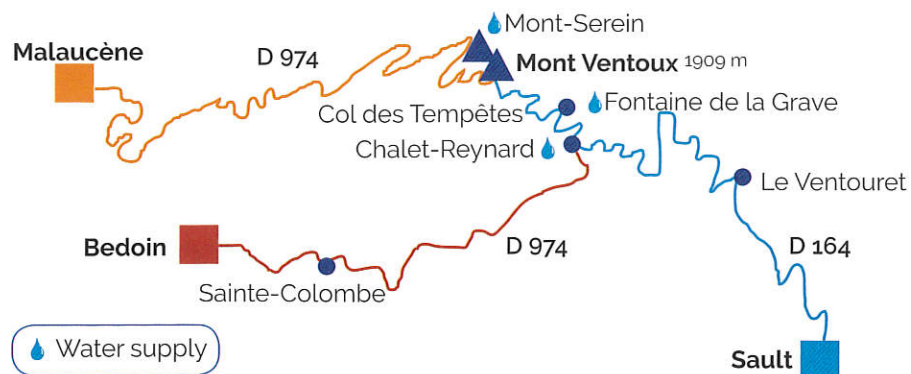 Mont-Serein
Malaucène
D 974
Mont Ventoux 1909 m
Col des Tempêtes
Fontaine de la Grave
Chalet-Reynard
Le Ventouret
Bedoin
D 974
D 164
Sainte-Colombe
Water supply
Sault